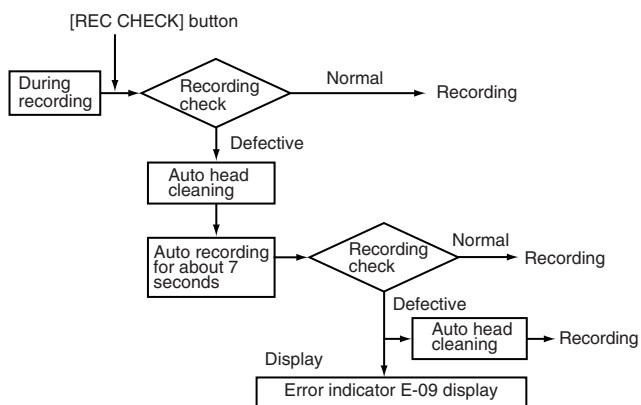 [REC CHECK] button
During
recording
Recording
check
Normal
Recording
Defective
Auto head
cleaning
Auto recording
for about 7
seconds
Recording
check
Normal
Recording
Defective
Auto head
cleaning
Recording
Display
Error indicator E-09 display